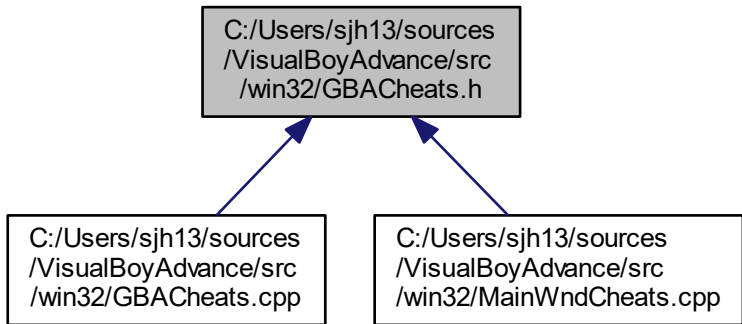 C:/Users/sjh13/sources
/VisualBoyAdvance/src
/win32/GBACheats.h
C:/Users/sjh13/sources
/VisualBoyAdvance/src
/win32/GBACheats.cpp
C:/Users/sjh13/sources
/VisualBoyAdvance/src
/win32/MainWndCheats.cpp